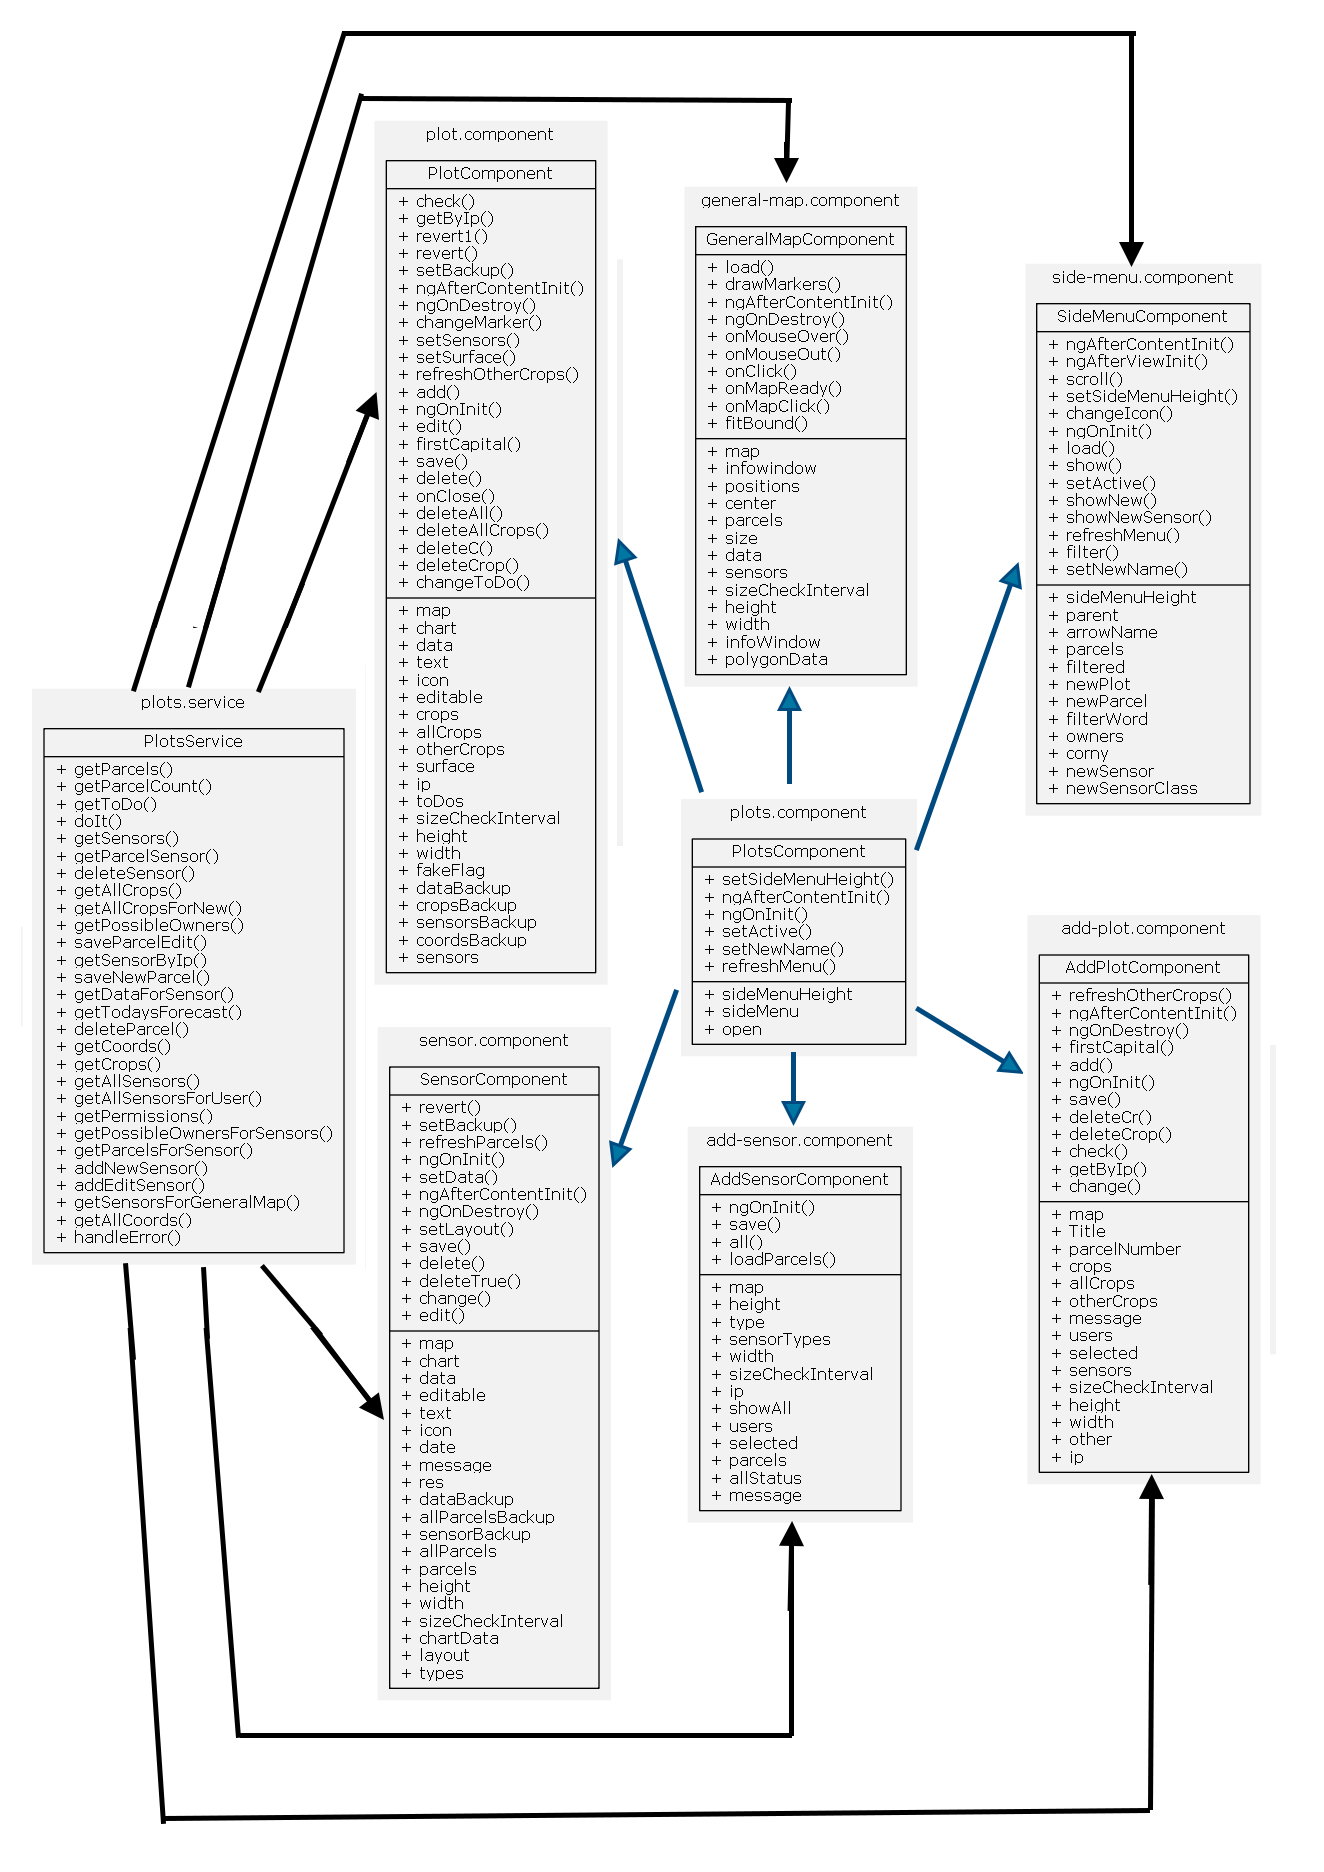 plot.component
PlotComponent
+ check()
+ getByIp()
+ revert1()
+ revert()
+ setBackup()
+ ngAfterContentInit()
+ ngOnDestroy()
+ changeMarker()
+ setSensors()
+ setSurface()
+ refreshOtherCrops()
+ add()
+ ngOnInit()
+ edit()
+ firstCapital()
+ save()
+ delete()
+ onClose()
+ deleteAll()
+ deleteAllCrops()
+ deleteC()
+ deleteCrop()
+ changeToDo()
+ map
+ chart
+ data
+ text
+ icon
+ editable
+ crops
+ allCrops
+ otherCrops
+ surface
+ ip
+ toDos
+ sizeCheckInterval
+ height
+ width
+ fakeFlag
+ dataBackup
+ cropsBackup
+ sensorsBackup
+ coordsBackup
+ sensors
general-map.component
GeneralMapComponent
+ load()
+ drawMarkers()
+ ngAfterContentInit()
+ ngOnDestroy()
+ onMouseOver()
+ onMouseOut()
+ onClick()
+ onMapReady()
+ onMapClick()
+ fitBound()
+ map
+ infowindow
+ positions
+ center
+ parcels
+ size
+ data
+ sensors
+ sizeCheckInterval
+ height
+ width
+ infoWindow
+ polygonData
side-menu.component
SideMenuComponent
+ ngAfterContentInit()
+ ngAfterViewInit()
+ scroll()
+ setSideMenuHeight()
+ changeIcon()
+ ngOnInit()
+ load()
+ show()
+ setActive()
+ showNew()
+ showNewSensor()
+ refreshMenu()
+ filter()
+ setNewName()
+ sideMenuHeight
+ parent
+ arrowName
+ parcels
+ filtered
+ newPlot
+ newParcel
+ filterWord
+ owners
+ corny
+ newSensor
+ newSensorClass
plots.service
PlotsService
+ getParcels()
+ getParcelCount()
+ getToDo()
+ doIt()
+ getSensors()
+ getParcelSensor()
+ deleteSensor()
+ getAllCrops()
+ getAllCropsForNew()
+ getPossibleOwners()
+ saveParcelEdit()
+ getSensorByIp()
+ saveNewParcel()
+ getDataForSensor()
+ getTodaysForecast()
+ deleteParcel()
+ getCoords()
+ getCrops()
+ getAllSensors()
+ getAllSensorsForUser()
+ getPermissions()
+ getPossibleOwnersForSensors()
+ getParcelsForSensor()
+ addNewSensor()
+ addEditSensor()
+ getSensorsForGeneralMap()
+ getAllCoords()
+ handleError()
plots.component
PlotsComponent
+ setSideMenuHeight()
+ ngAfterContentInit()
+ ngOnInit()
+ setActive()
+ setNewName()
+ refreshMenu()
+ sideMenuHeight
+ sideMenu
+ open
add-plot.component
AddPlotComponent
+ refreshOtherCrops()
+ ngAfterContentInit()
+ ngOnDestroy()
+ firstCapital()
+ add()
+ ngOnInit()
+ save()
+ deleteCr()
+ deleteCrop()
+ check()
+ getByIp()
+ change()
+ map
+ Title
+ parcelNumber
+ crops
+ allCrops
+ otherCrops
+ message
+ users
+ selected
+ sensors
+ sizeCheckInterval
+ height
+ width
+ other
+ ip
sensor.component
SensorComponent
+ revert()
+ setBackup()
+ refreshParcels()
+ ngOnInit()
+ setData()
+ ngAfterContentInit()
+ ngOnDestroy()
+ setLayout()
+ save()
+ delete()
+ deleteTrue()
+ change()
+ edit()
+ map
+ chart
+ data
+ editable
+ text
+ icon
+ date
+ message
+ res
+ dataBackup
+ allParcelsBackup
+ sensorBackup
+ allParcels
+ parcels
+ height
+ width
+ sizeCheckInterval
+ chartData
+ layout
+ types
add-sensor.component
AddSensorComponent
+ ngOnInit()
+ save()
+ all()
+ loadParcels()
+ map
+ height
+ type
+ sensorTypes
+ width
+ sizeCheckInterval
+ ip
+ showAll
+ users
+ selected
+ parcels
+ allStatus
+ message